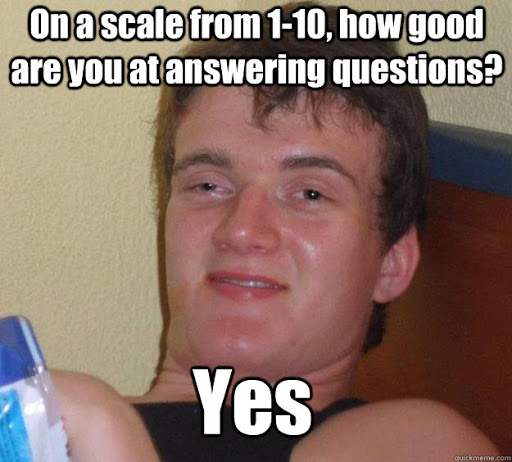 On a scale from 1-10, how good
are you at answering questions?
Yes
quickmeme.com